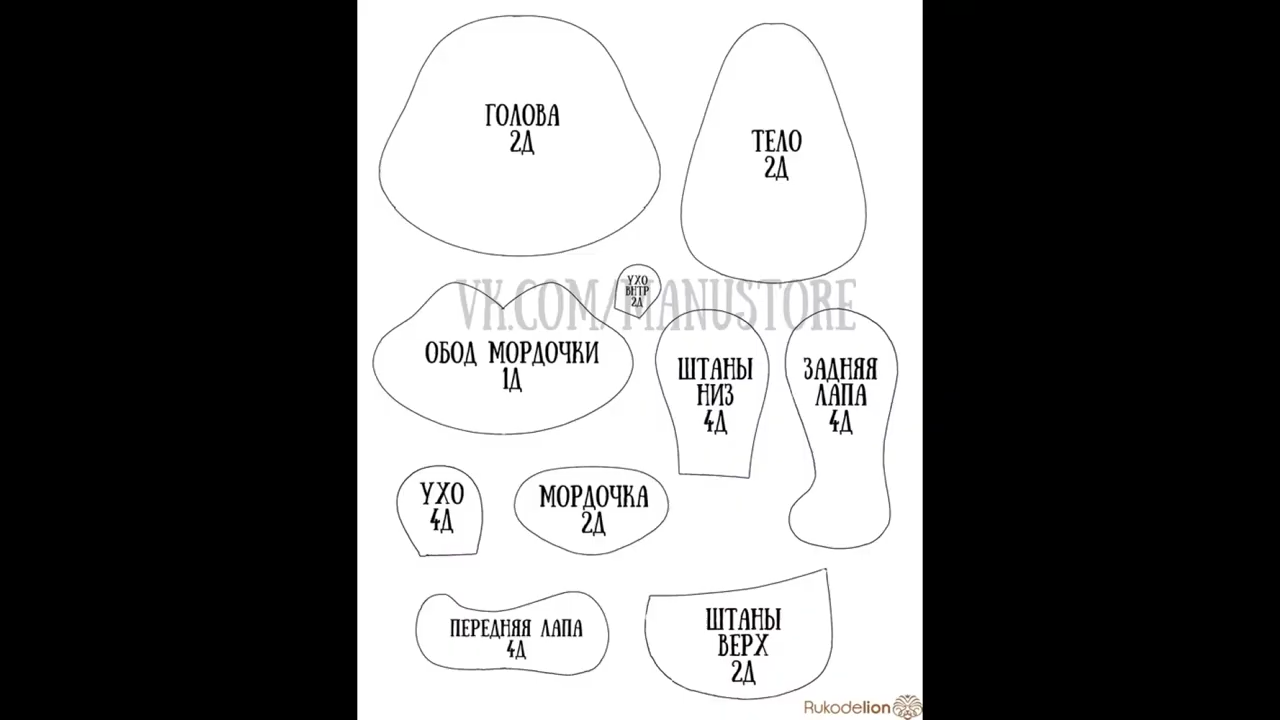 ГОЛОВА
2Д
ТЕЛО
2Д
УХО
ВНТР
2Д
VK.COM/MANUSTORE
ОБОД МОРДОЧКИ
1Д
ШТАНЫ
НИЗ
4Д
ЗАДНЯЯ
ЛАПА
4Д
УХО
4Д
МОРДОЧКА
2Д
ПЕРЕДНЯЯ ЛАПА
4Д
ШТАНЫ
ВЕРХ
2Д
Rukodelion